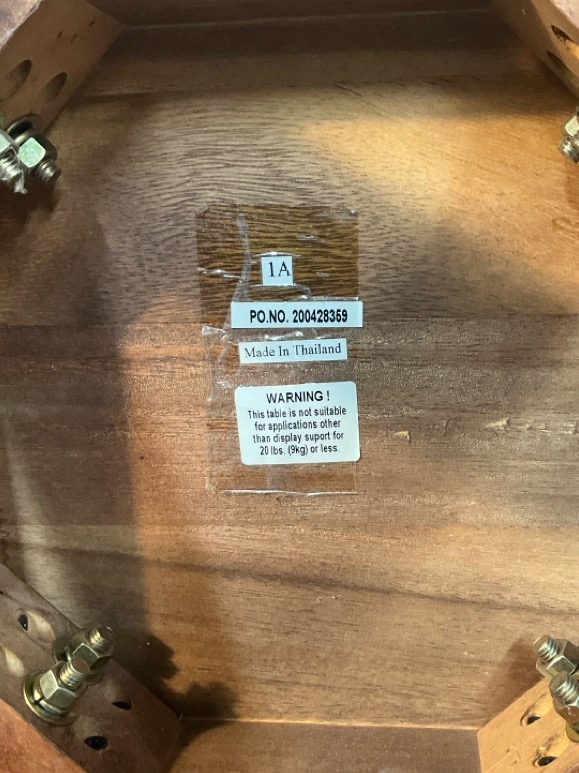 1A
PO.NO. 200428359
Made In Thailand
WARNING !
This table is not suitable
for applications other
than display suport for
20 lbs. (9kg) or less.